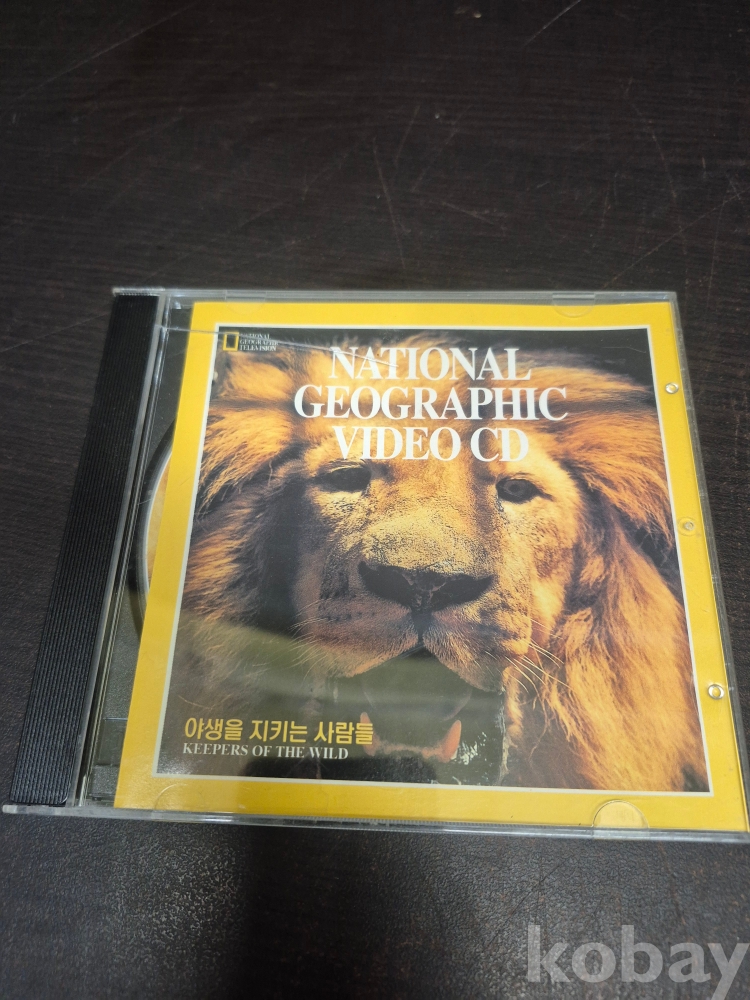 NATIONAL
GEOGRAPHIC
TELEVISION
NATIONAL
GEOGRAPHIC
VIDEO CD
야생을 지키는 사람들
KEEPERS OF THE WILD
kobay